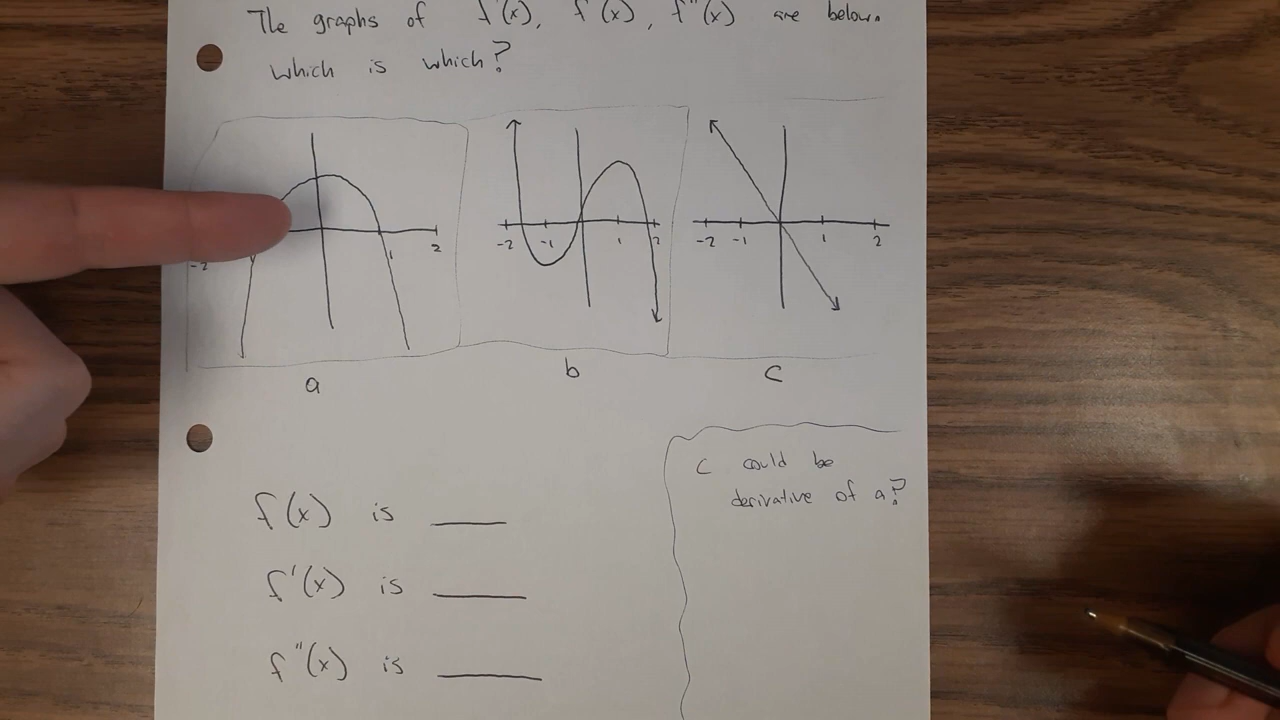 The graphs of f(x), f'(x), f"(x) are below.
which is which?
2
-2
1
-2 -1 1 2
-2 -1 1 2
a b c
c could be
derivative of a?
f(x) is ____
f'(x) is ____
f"(x) is ____